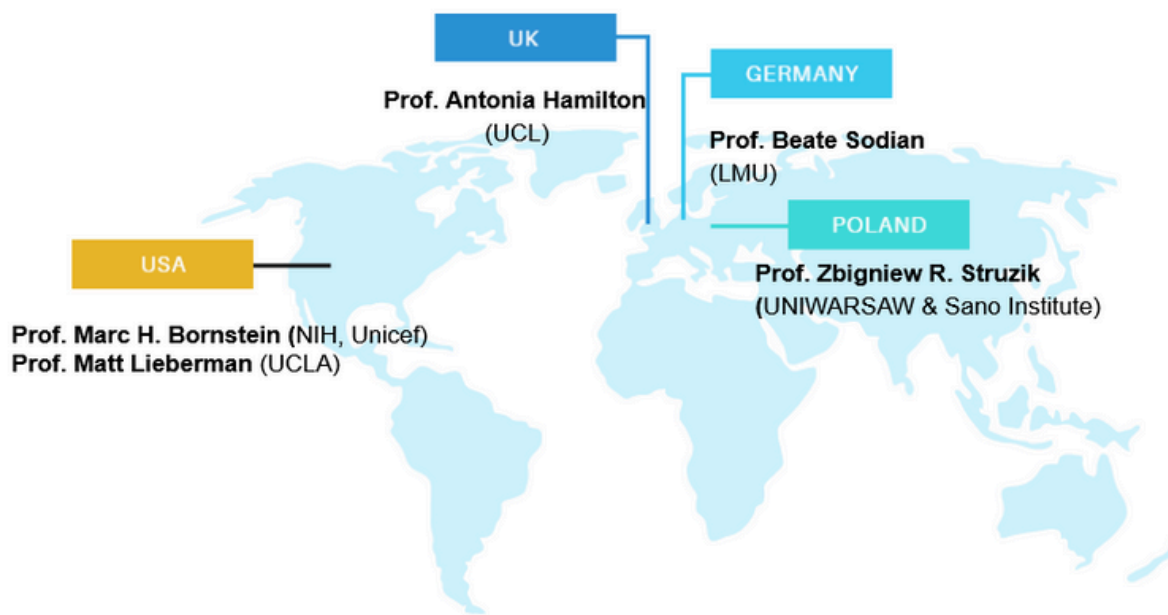 UK
Prof. Antonia Hamilton
(UCL)
GERMANY
Prof. Beate Sodian
(LMU)
POLAND
Prof. Zbigniew R. Struzik
(UNIWARSAW & Sano Institute)
USA
Prof. Marc H. Bornstein (NIH, Unicef)
Prof. Matt Lieberman (UCLA)